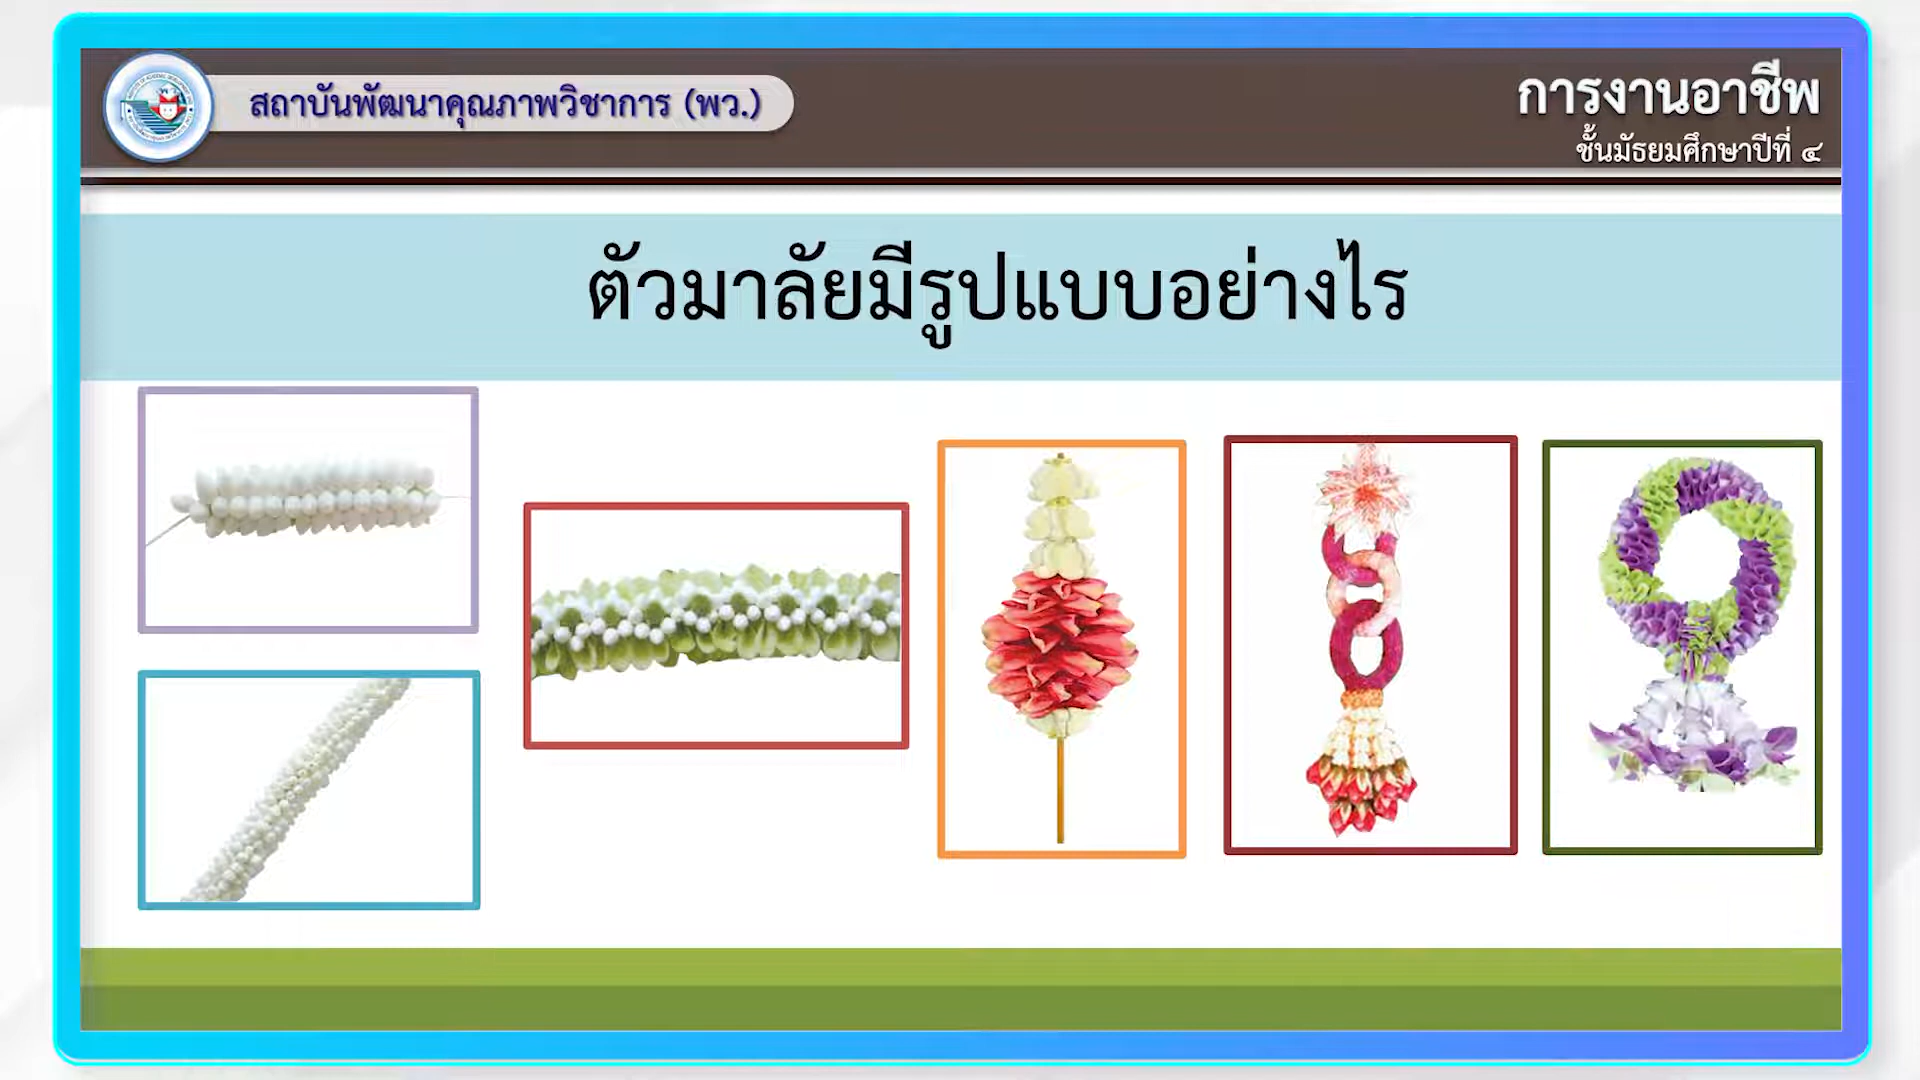 สถาบันพัฒนาคุณภาพวิชาการ (พว.)
การงานอาชีพ
ชั้นมัธยมศึกษาปีที่ ๔
ตัวมาลัยมีรูปแบบอย่างไร